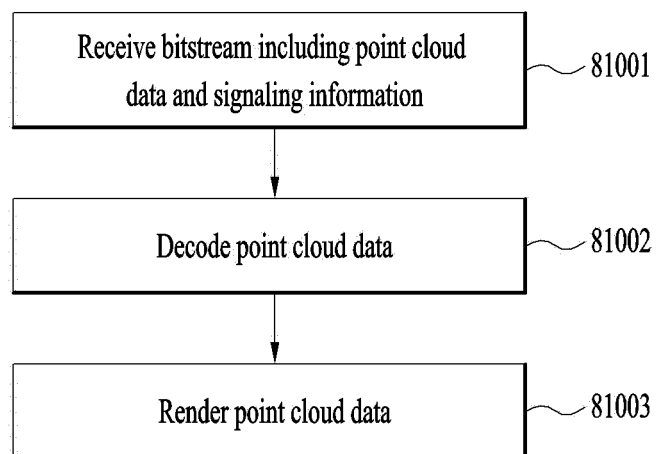 Receive bitstream including point cloud
data and signaling information
81001
Decode point cloud data
81002
Render point cloud data
81003